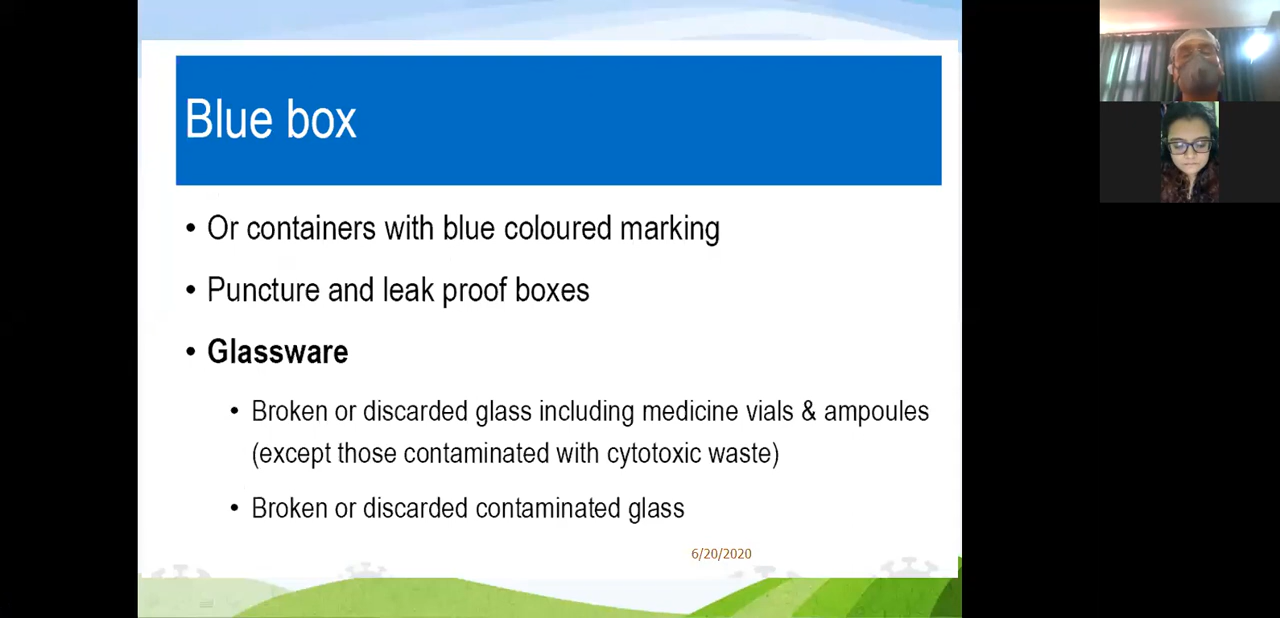 Blue box
• Or containers with blue coloured marking
• Puncture and leak proof boxes
• Glassware
• Broken or discarded glass including medicine vials & ampoules
(except those contaminated with cytotoxic waste)
• Broken or discarded contaminated glass
6/20/2020